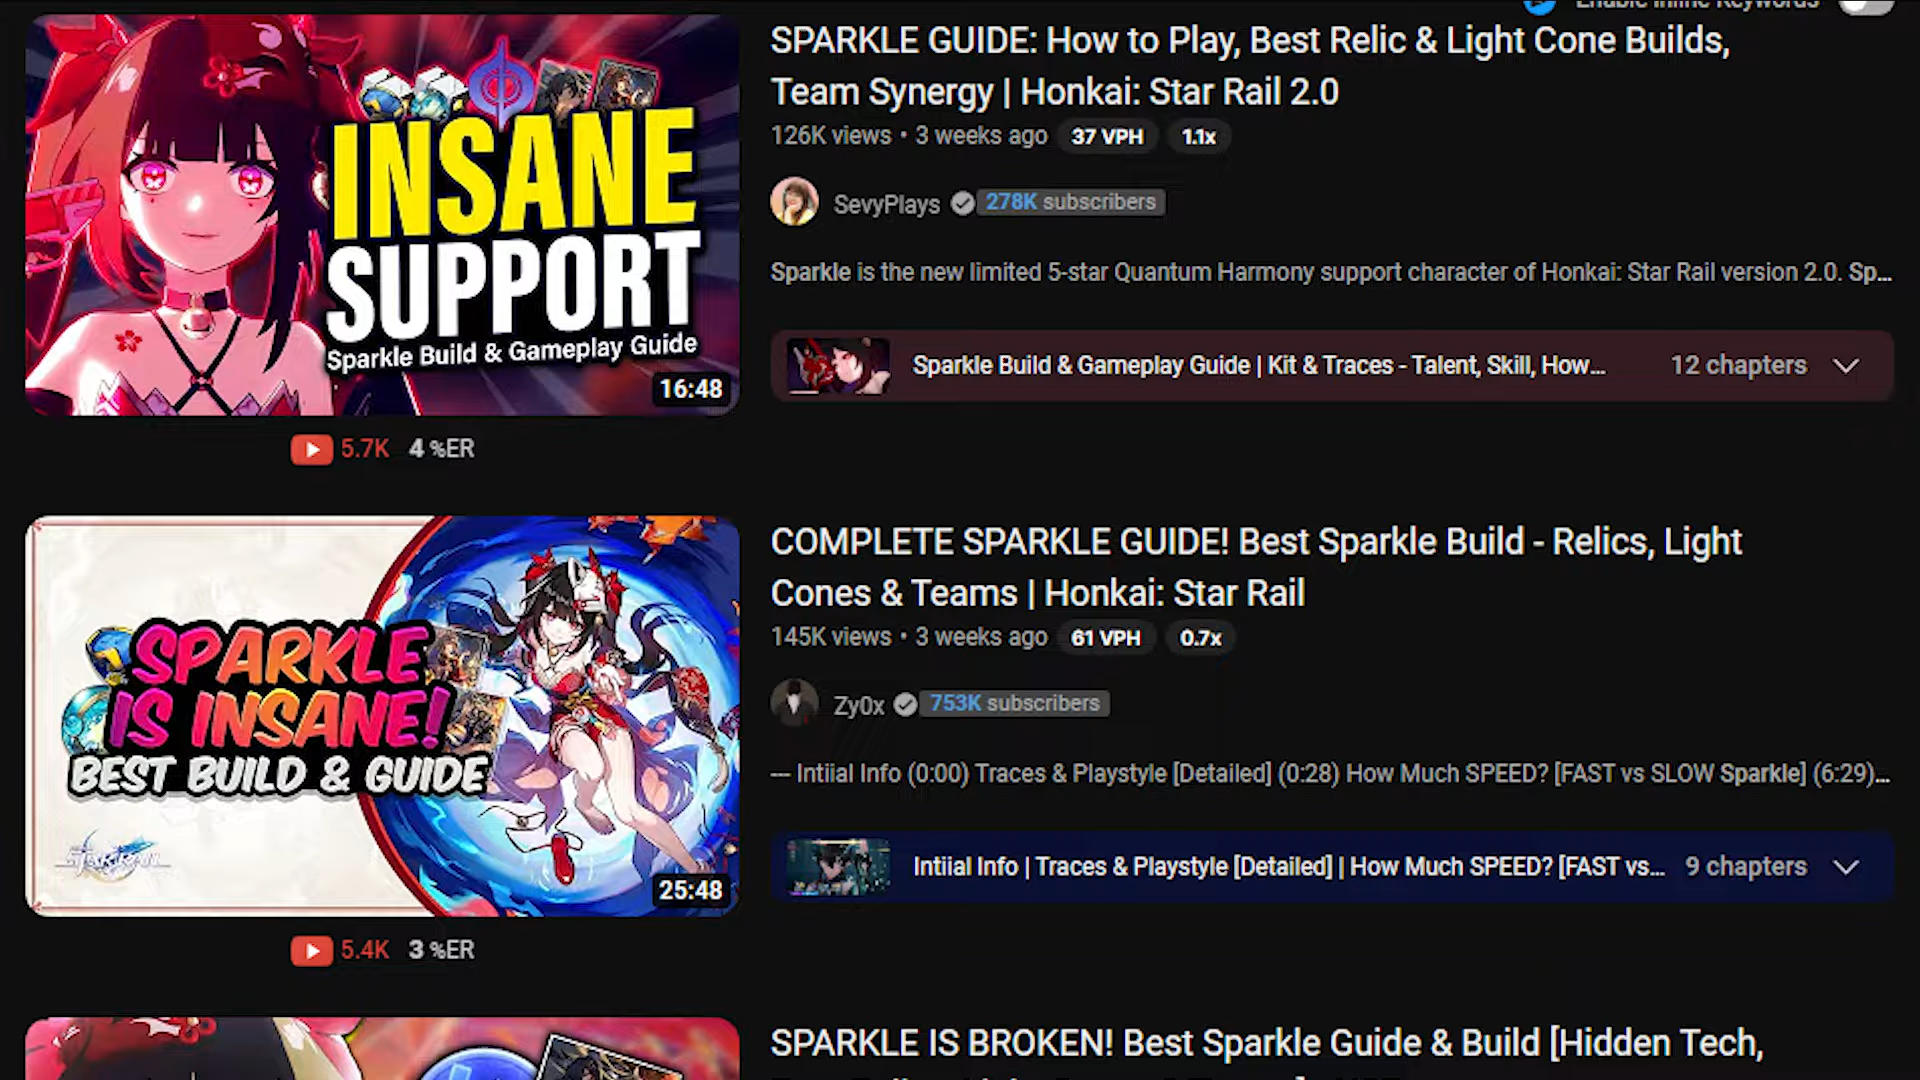 Enable Inline Keywords
INSANE
SUPPORT
Sparkle Build & Gameplay Guide
16:48
5.7K 4 %ER
SPARKLE GUIDE: How to Play, Best Relic & Light Cone Builds,
Team Synergy | Honkai: Star Rail 2.0
126K views • 3 weeks ago 37 VPH 1.1x
SevyPlays 278K subscribers
Sparkle is the new limited 5-star Quantum Harmony support character of Honkai: Star Rail version 2.0. Sp...
Sparkle Build & Gameplay Guide | Kit & Traces - Talent, Skill, How... 12 chapters
SPARKLE
IS INSANE!
BEST BUILD & GUIDE
STAR RAIL
25:48
5.4K 3 %ER
COMPLETE SPARKLE GUIDE! Best Sparkle Build - Relics, Light
Cones & Teams | Honkai: Star Rail
145K views • 3 weeks ago 61 VPH 0.7x
Zy0x 753K subscribers
— Intiial Info (0:00) Traces & Playstyle [Detailed] (0:28) How Much SPEED? [FAST vs SLOW Sparkle] (6:29)...
Intiial Info | Traces & Playstyle [Detailed] | How Much SPEED? [FAST vs... 9 chapters
SPARKLE IS BROKEN! Best Sparkle Guide & Build [Hidden Tech,